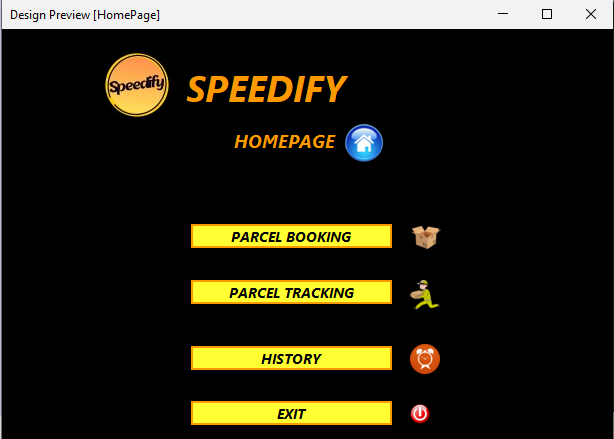 Design Preview [HomePage]
Speedify
SPEEDIFY
HOMEPAGE
PARCEL BOOKING
PARCEL TRACKING
HISTORY
EXIT